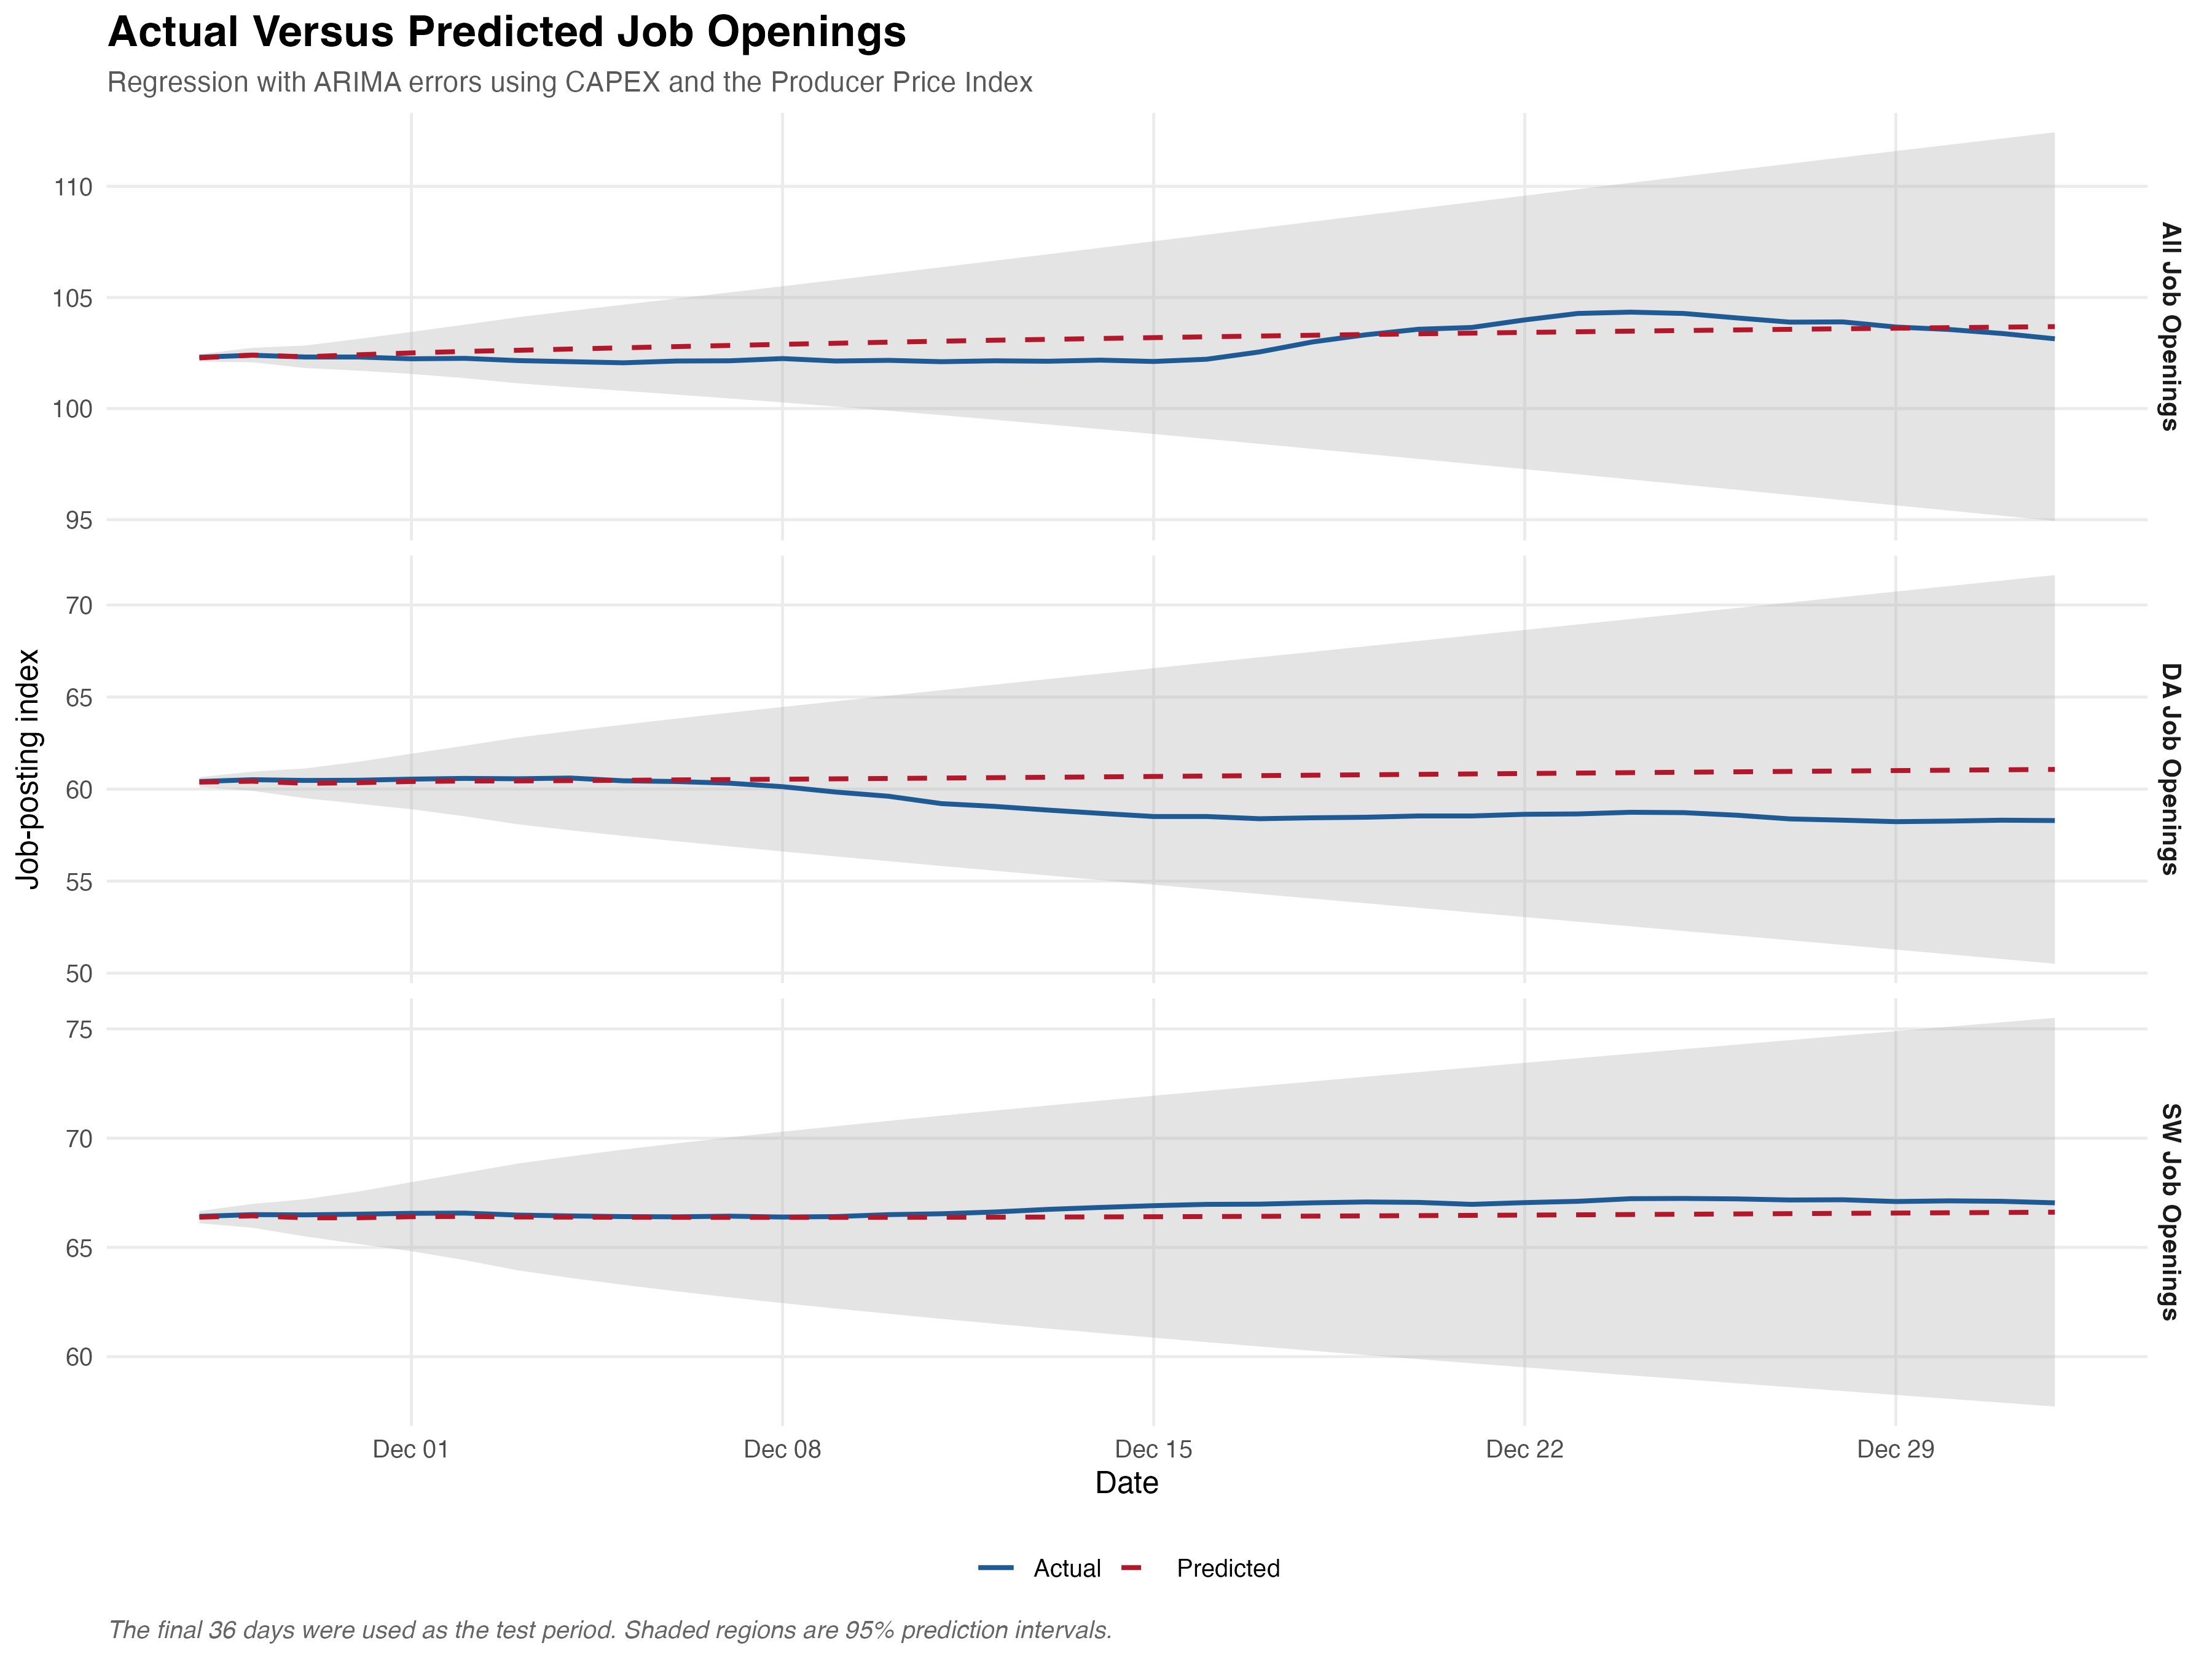 Actual Versus Predicted Job Openings
Regression with ARIMA errors using CAPEX and the Producer Price Index
Job-posting index
110
105
100
95
All Job Openings
70
65
60
55
50
DA Job Openings
75
70
65
60
SW Job Openings
Dec 01 Dec 08 Dec 15 Dec 22 Dec 29
Date
Actual Predicted
The final 36 days were used as the test period. Shaded regions are 95% prediction intervals.